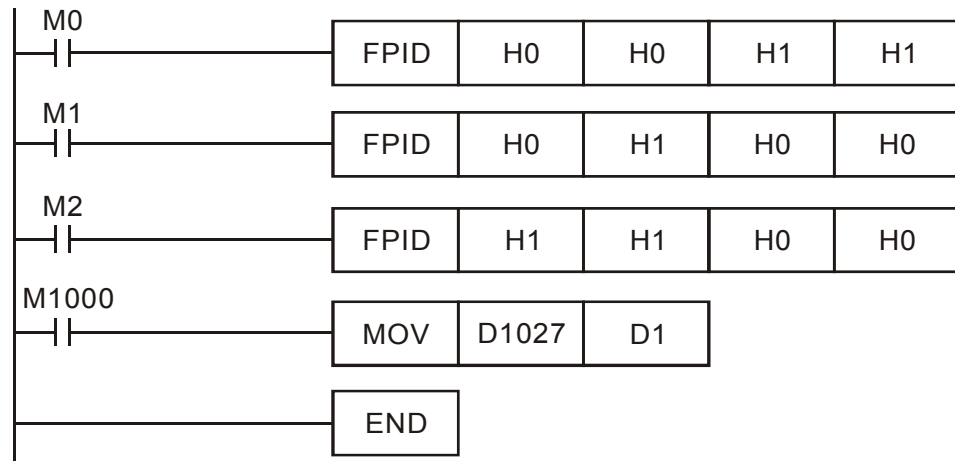 M0
FPID H0 H0 H1 H1
M1
FPID H0 H1 H0 H0
M2
FPID H1 H1 H0 H0
M1000
MOV D1027 D1
END